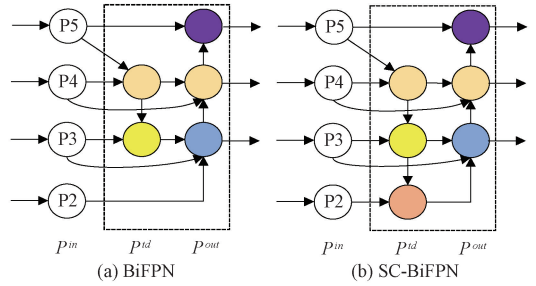 P5 P5
P4 P4
P3 P3
P2 P2
P^in P^td P^out P^in P^td P^out
(a) BiFPN (b) SC-BiFPN